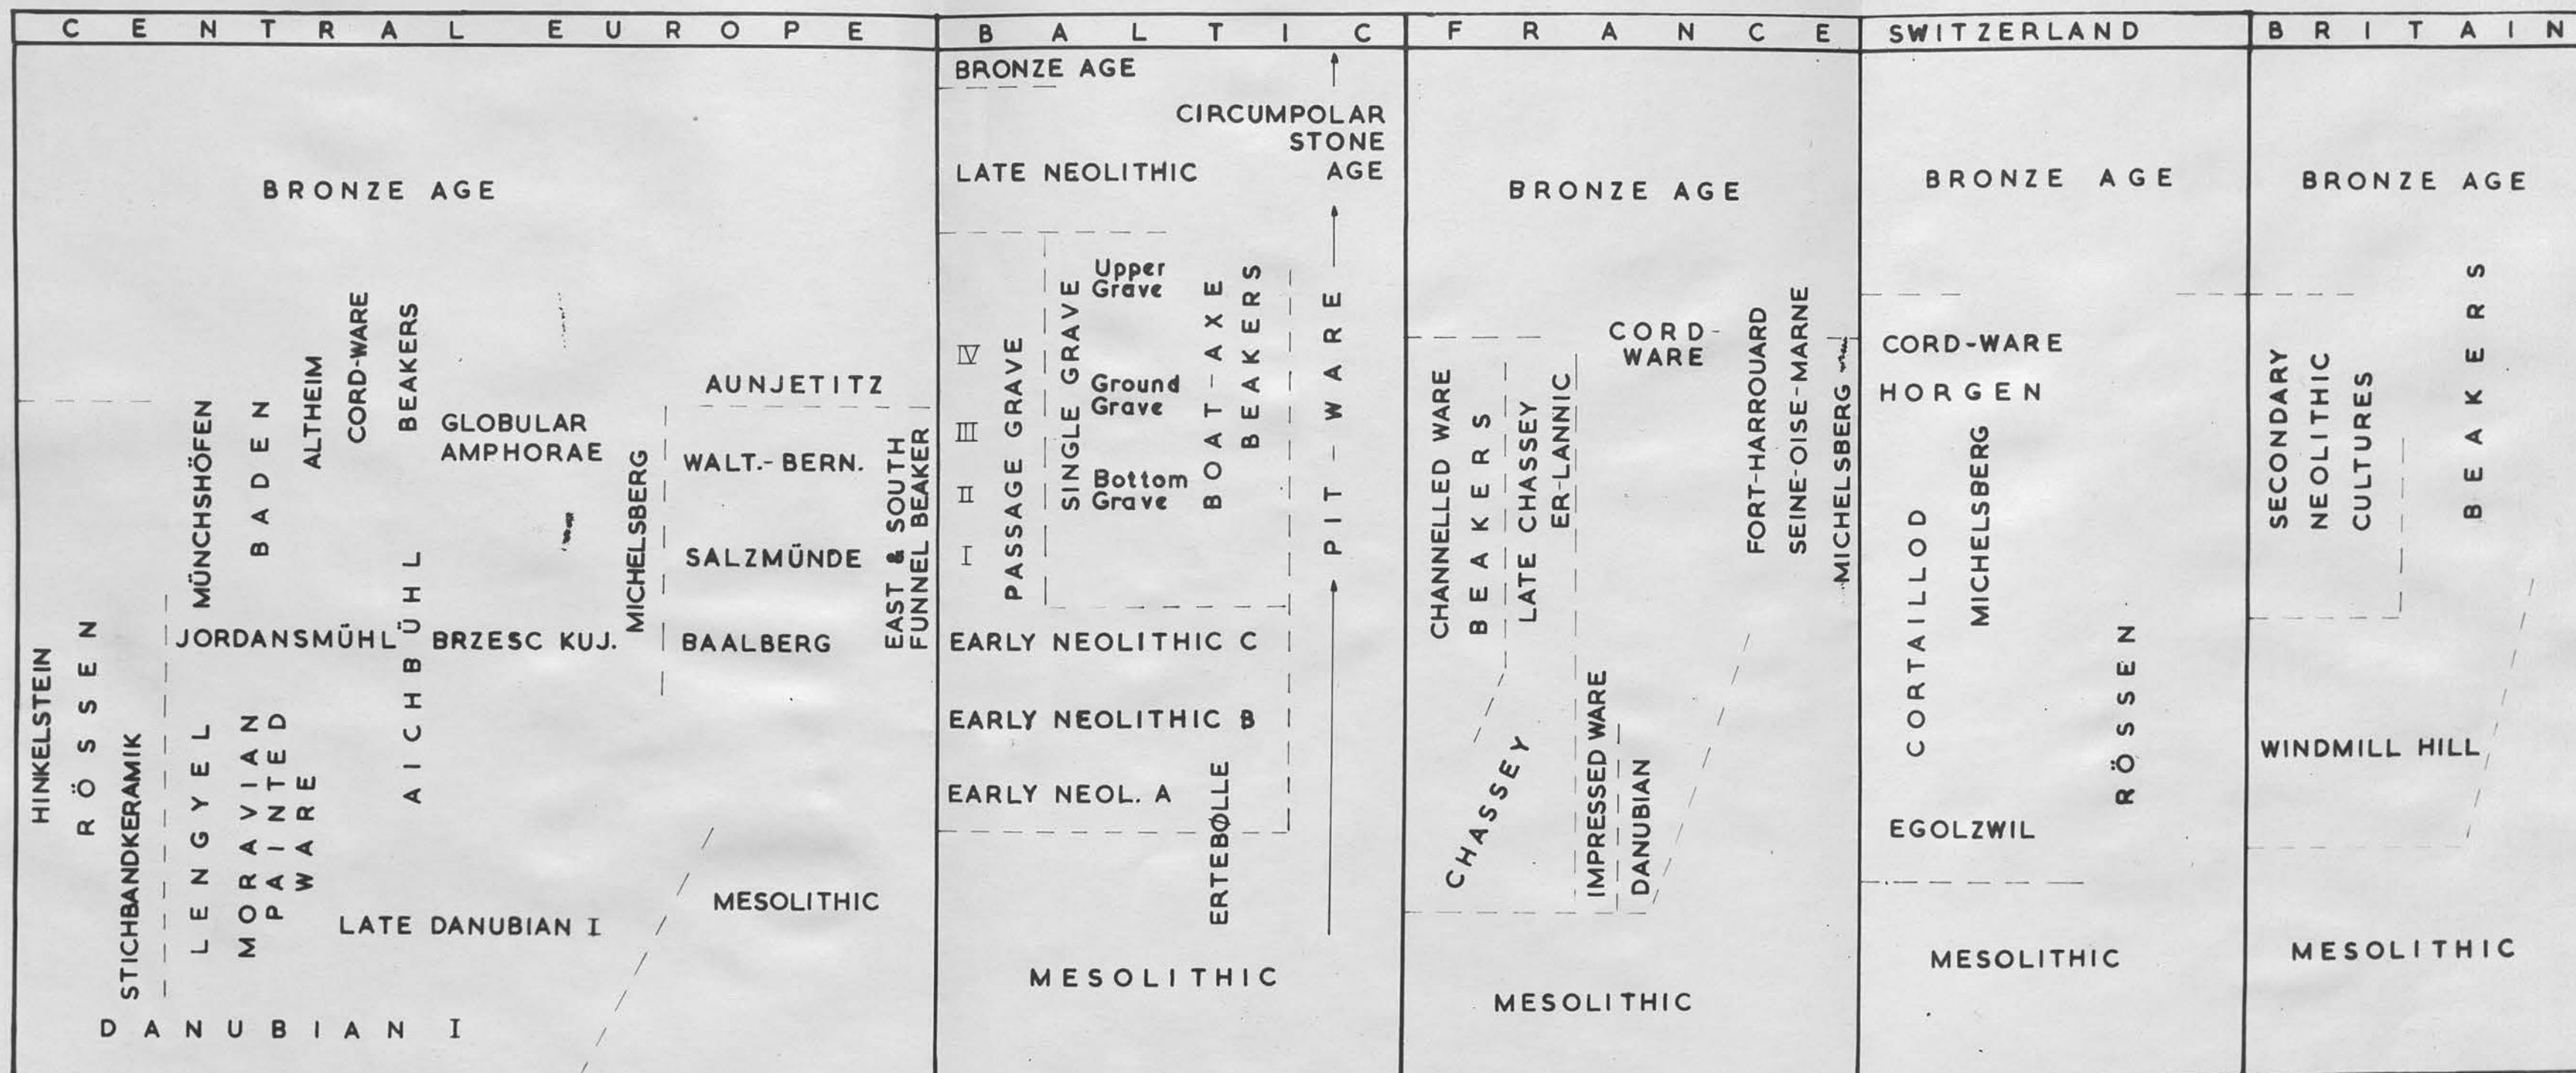 CENTRAL EUROPE
BRONZE AGE
HINKELSTEIN
RÖSSEN
STICHBANDKERAMIK
MÜNCHSHÖFEN
BADEN
ALTHEIM
CORD-WARE
BEAKERS
GLOBULAR
AMPHORAE
MICHELSBERG
AUNJETITZ
WALT.-BERN.
SALZMÜNDE
BAALBERG
EAST & SOUTH
FUNNEL BEAKER
JORDANSMÜHL
AICHBÜHL
BRZESC KUJ.
LENGYEL
MORAVIAN
PAINTED
WARE
LATE DANUBIAN I
MESOLITHIC
DANUBIAN I
BALTIC
BRONZE AGE
CIRCUMPOLAR
STONE
AGE
LATE NEOLITHIC
IV
III
II
I
PASSAGE GRAVE
SINGLE GRAVE
Upper
Grave
Ground
Grave
Bottom
Grave
BOAT-AXE
BEAKERS
PIT-WARE
EARLY NEOLITHIC C
EARLY NEOLITHIC B
EARLY NEOL. A
ERTEBØLLE
MESOLITHIC
FRANCE
BRONZE AGE
CHANNELLED WARE
BEAKERS
LATE CHASSEY
ER-LANNIC
CORD-
WARE
FORT-HARROUARD
SEINE-OISE-MARNE
MICHELSBERG
CHASSEY
IMPRESSED WARE
DANUBIAN
MESOLITHIC
SWITZERLAND
BRONZE AGE
CORD-WARE
HORGEN
CORTAILLOD
MICHELSBERG
RÖSSEN
EGOLZWIL
MESOLITHIC
BRITAIN
BRONZE AGE
SECONDARY
NEOLITHIC
CULTURES
BEAKERS
WINDMILL HILL
MESOLITHIC